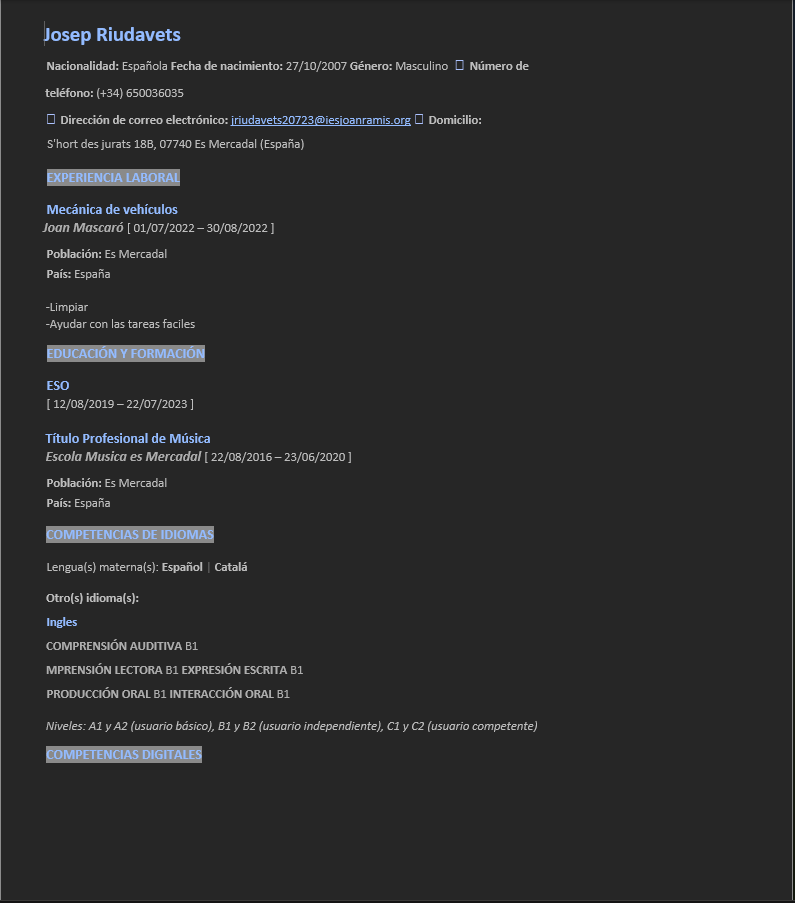 Josep Riudavets
Nacionalidad: Española Fecha de nacimiento: 27/10/2007 Género: Masculino Número de
teléfono: (+34) 650036035
Dirección de correo electrónico: jriudavets20723@iesjoanramis.org Domicilio:
S'hort des jurats 18B, 07740 Es Mercadal (España)
EXPERIENCIA LABORAL
Mecánica de vehículos
Joan Mascaró [ 01/07/2022 – 30/08/2022 ]
Población: Es Mercadal
País: España
-Limpiar
-Ayudar con las tareas faciles
EDUCACIÓN Y FORMACIÓN
ESO
[ 12/08/2019 – 22/07/2023 ]
Título Profesional de Música
Escola Musica es Mercadal [ 22/08/2016 – 23/06/2020 ]
Población: Es Mercadal
País: España
COMPETENCIAS DE IDIOMAS
Lengua(s) materna(s): Español | Catalá
Otro(s) idioma(s):
Ingles
COMPRENSIÓN AUDITIVA B1
MPRENSIÓN LECTORA B1 EXPRESIÓN ESCRITA B1
PRODUCCIÓN ORAL B1 INTERACCIÓN ORAL B1
Niveles: A1 y A2 (usuario básico), B1 y B2 (usuario independiente), C1 y C2 (usuario competente)
COMPETENCIAS DIGITALES